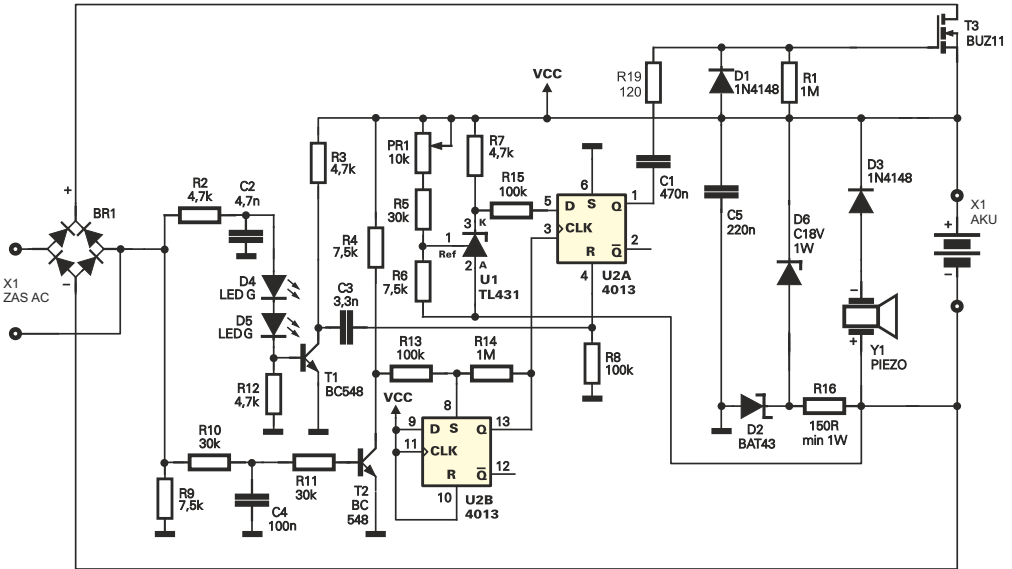 T3
BUZ11
R19
120
D1
1N4148
R1
1M
VCC
PR1
10k
R7
4,7k
R3
4,7k
R15
100k
C1
470n
D3
1N4148
+
BR1
R2
4,7k
C2
4,7n
R5
30k
3 K
5 D S Q 1
6
3 CLK
R Q 2
4
U2A
4013
C5
220n
D6
C18V
1W
X1
AKU
+
−
R4
7,5k
1
Ref
2 A
U1
TL431
R6
7,5k
X1
ZAS AC
−
D4
LED G
D5
LED G
C3
3,3n
−
+
Y1
PIEZO
R13
100k
R14
1M
R8
100k
T1
BC548
R12
4,7k
VCC
8
9 D S Q 13
11 CLK
R Q 12
10
U2B
4013
R16
150R
min 1W
D2
BAT43
R10
30k
R11
30k
T2
BC
548
R9
7,5k
C4
100n